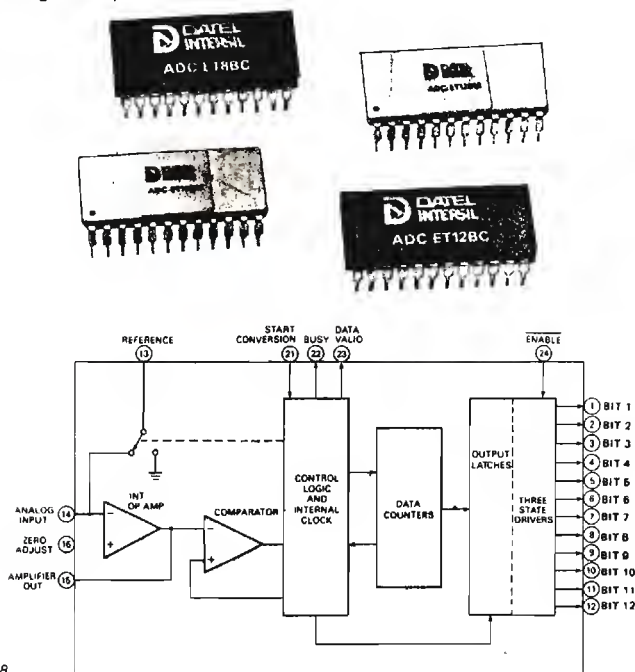 DATEL
INTERSIL
ADC E18BC
DATEL
INTERSIL
ADC ET12BC
REFERENCE
13
START
CONVERSION
21
BUSY
22
DATA
VALID
23
ENABLE
24
ANALOG
INPUT
14
ZERO
ADJUST
16
AMPLIFIER
OUT
15
INT
OP AMP
COMPARATOR
CONTROL
LOGIC
AND
INTERNAL
CLOCK
DATA
COUNTERS
OUTPUT
LATCHES
THREE
STATE
DRIVERS
1 BIT 1
2 BIT 2
3 BIT 3
4 BIT 4
5 BIT 5
6 BIT 6
7 BIT 7
8 BIT 8
9 BIT 9
10 BIT 10
11 BIT 11
12 BIT 12